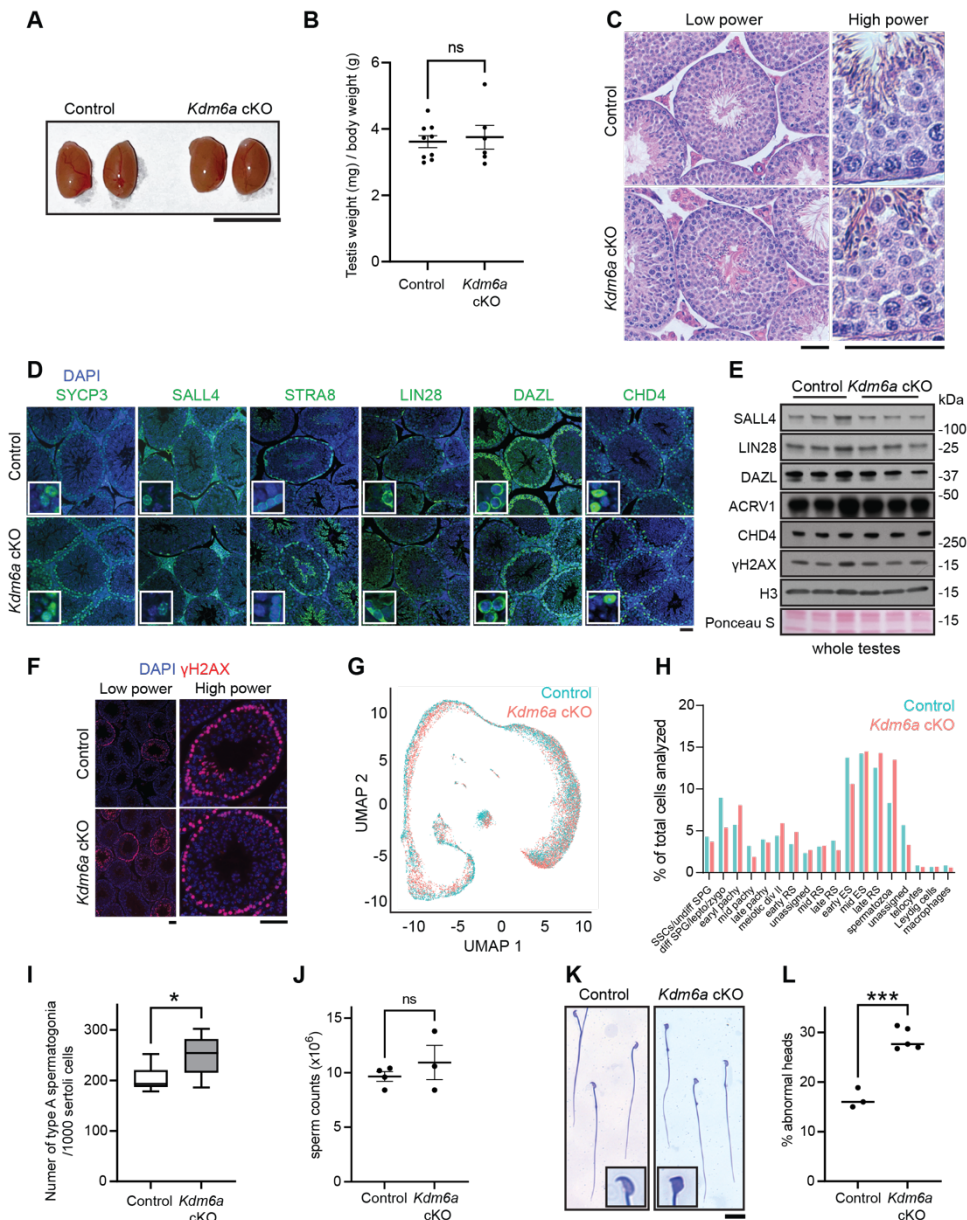 A
Control
Kdm6a cKO
B
ns
Testis weight (mg) / body weight (g)
6
4
2
0
Control
Kdm6a
cKO
C
Low power
High power
Control
Kdm6a cKO
D
DAPI
SYCP3
SALL4
STRA8
LIN28
DAZL
CHD4
Control
Kdm6a cKO
E
Control Kdm6a cKO
kDa
SALL4
-100
LIN28
-25
DAZL
-37
ACRV1
CHD4
-250
γH2AX
-15
H3
-15
Ponceau S
-15
whole testes
F
DAPI γH2AX
Low power
High power
Control
Kdm6a cKO
G
Control
Kdm6a cKO
UMAP 2
10
5
0
-5
-10
-10
-5
0
5
10
UMAP 1
H
Control
Kdm6a cKO
% of total cells analyzed
20
15
10
5
0
SSCs/undiff SPG
diff SPG/lepto/zygo
earyl pachy
mid pachy
late pachy
meiotic div II
early RS
unassigned
mid RS
late RS
early ES
mid ES
late RS
spermatozoa
unassigned
telocytes
Leydig cells
macrophages
I
*
Numer of type A spermatogonia
/1000 sertoli cells
300
200
100
0
Control
Kdm6a
cKO
J
ns
sperm counts (x10⁶)
15
10
5
0
Control
Kdm6a
cKO
K
Control
Kdm6a cKO
L
***
% abnormal heads
30
20
10
0
Control
Kdm6a
cKO